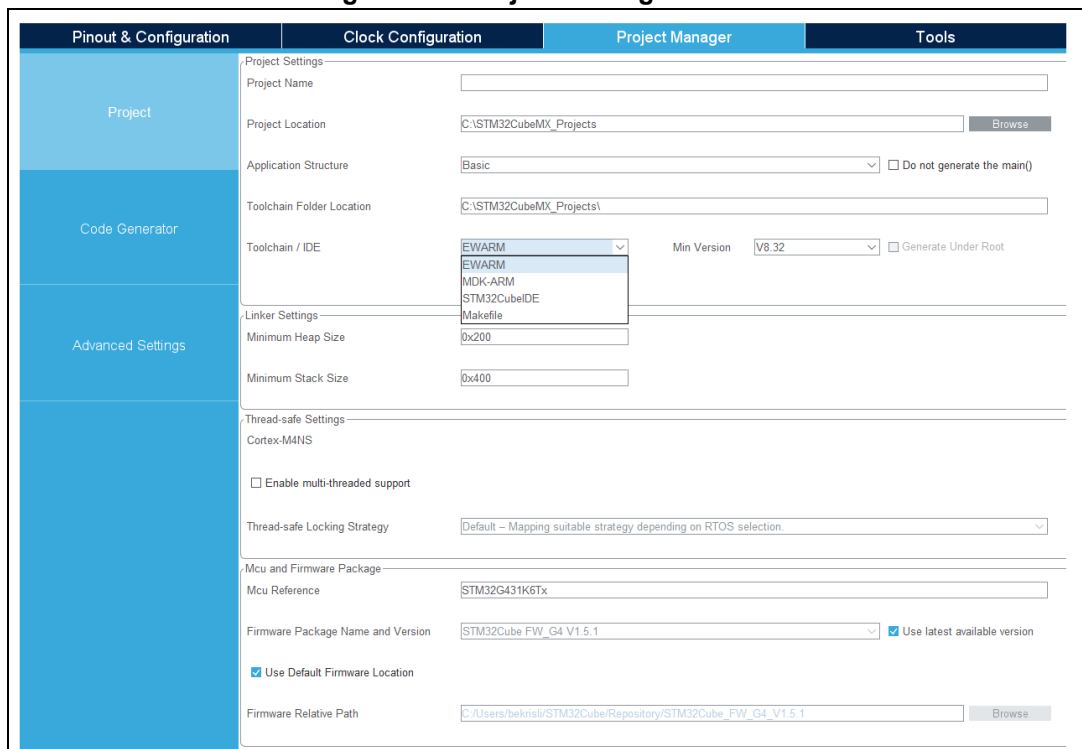 Pinout & Configuration Clock Configuration Project Manager Tools
Project
Code Generator
Advanced Settings
Project Settings
Project Name
Project Location C:\STM32CubeMX_Projects Browse
Application Structure Basic Do not generate the main()
Toolchain Folder Location C:\STM32CubeMX_Projects\
Toolchain / IDE EWARM Min Version V8.32 Generate Under Root
EWARM
MDK-ARM
STM32CubeIDE
Makefile
Linker Settings
Minimum Heap Size 0x200
Minimum Stack Size 0x400
Thread-safe Settings
Cortex-M4NS
Enable multi-threaded support
Thread-safe Locking Strategy Default – Mapping suitable strategy depending on RTOS selection.
Mcu and Firmware Package
Mcu Reference STM32G431K6Tx
Firmware Package Name and Version STM32Cube FW_G4 V1.5.1 Use latest available version
Use Default Firmware Location
Firmware Relative Path C:/Users/bekrisli/STM32Cube/Repository/STM32Cube_FW_G4_V1.5.1 Browse